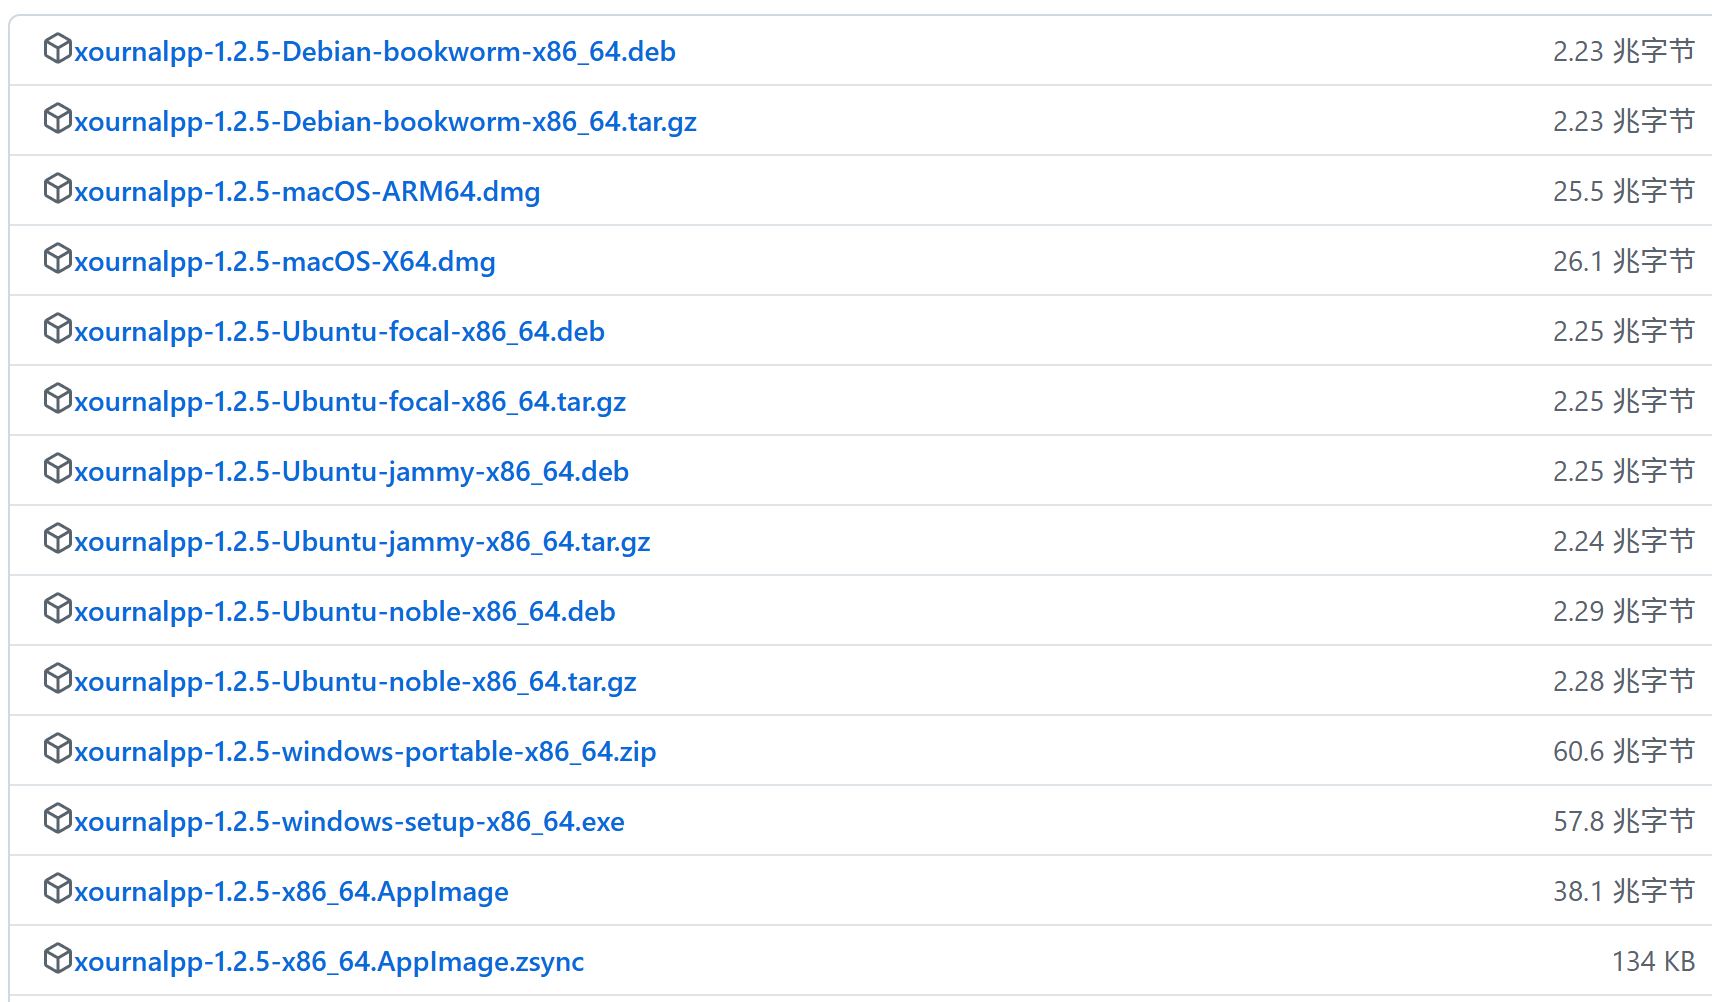 xournalpp-1.2.5-Debian-bookworm-x86_64.deb 2.23 兆字节
xournalpp-1.2.5-Debian-bookworm-x86_64.tar.gz 2.23 兆字节
xournalpp-1.2.5-macOS-ARM64.dmg 25.5 兆字节
xournalpp-1.2.5-macOS-X64.dmg 26.1 兆字节
xournalpp-1.2.5-Ubuntu-focal-x86_64.deb 2.25 兆字节
xournalpp-1.2.5-Ubuntu-focal-x86_64.tar.gz 2.25 兆字节
xournalpp-1.2.5-Ubuntu-jammy-x86_64.deb 2.25 兆字节
xournalpp-1.2.5-Ubuntu-jammy-x86_64.tar.gz 2.24 兆字节
xournalpp-1.2.5-Ubuntu-noble-x86_64.deb 2.29 兆字节
xournalpp-1.2.5-Ubuntu-noble-x86_64.tar.gz 2.28 兆字节
xournalpp-1.2.5-windows-portable-x86_64.zip 60.6 兆字节
xournalpp-1.2.5-windows-setup-x86_64.exe 57.8 兆字节
xournalpp-1.2.5-x86_64.AppImage 38.1 兆字节
xournalpp-1.2.5-x86_64.AppImage.zsync 134 KB